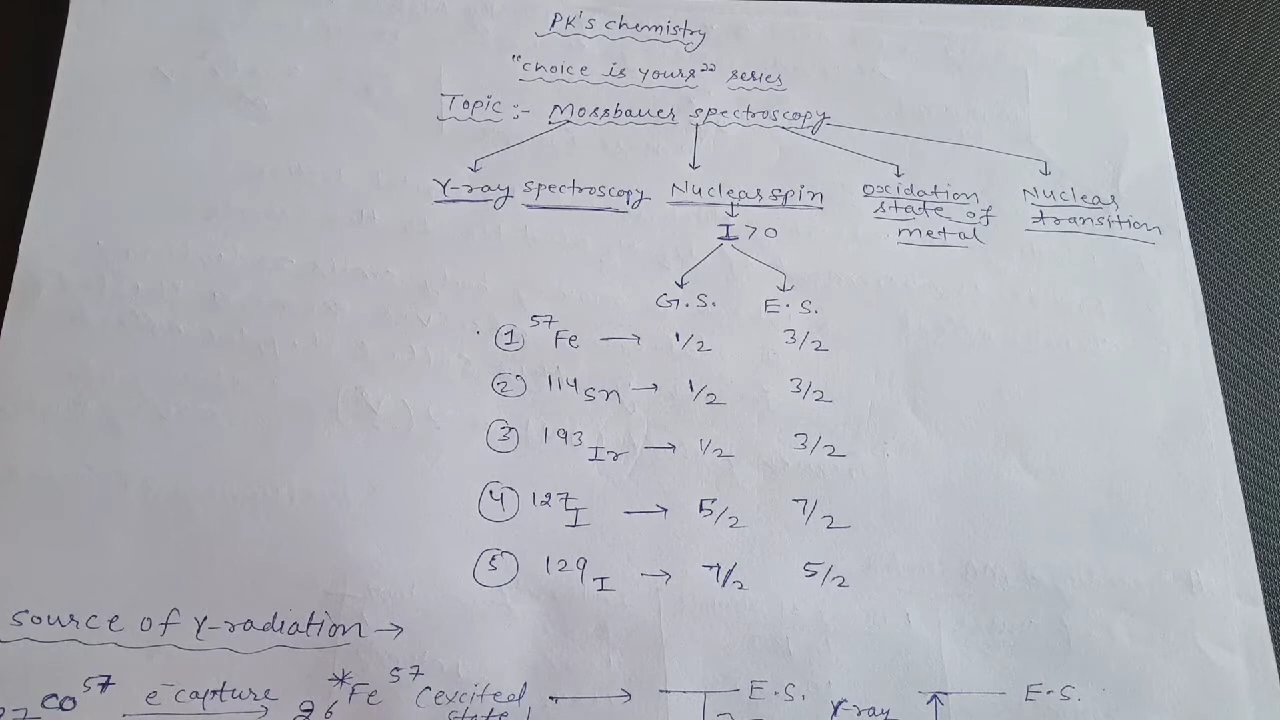 PK's chemistry
"choice is yours" series
Topic :- Mossbauer spectroscopy
γ-ray spectroscopy Nuclear spin oxidation state of metal Nuclear transition
I > 0
G.S. E.S.
① 57Fe → 1/2 3/2
② 114Sn → 1/2 3/2
③ 193Ir → 1/2 3/2
④ 127I → 5/2 7/2
⑤ 129I → 7/2 5/2
source of γ-radiation →
27Co57 e⁻capture → 26*Fe57 (excited state) → E.S. γ-ray E.S.